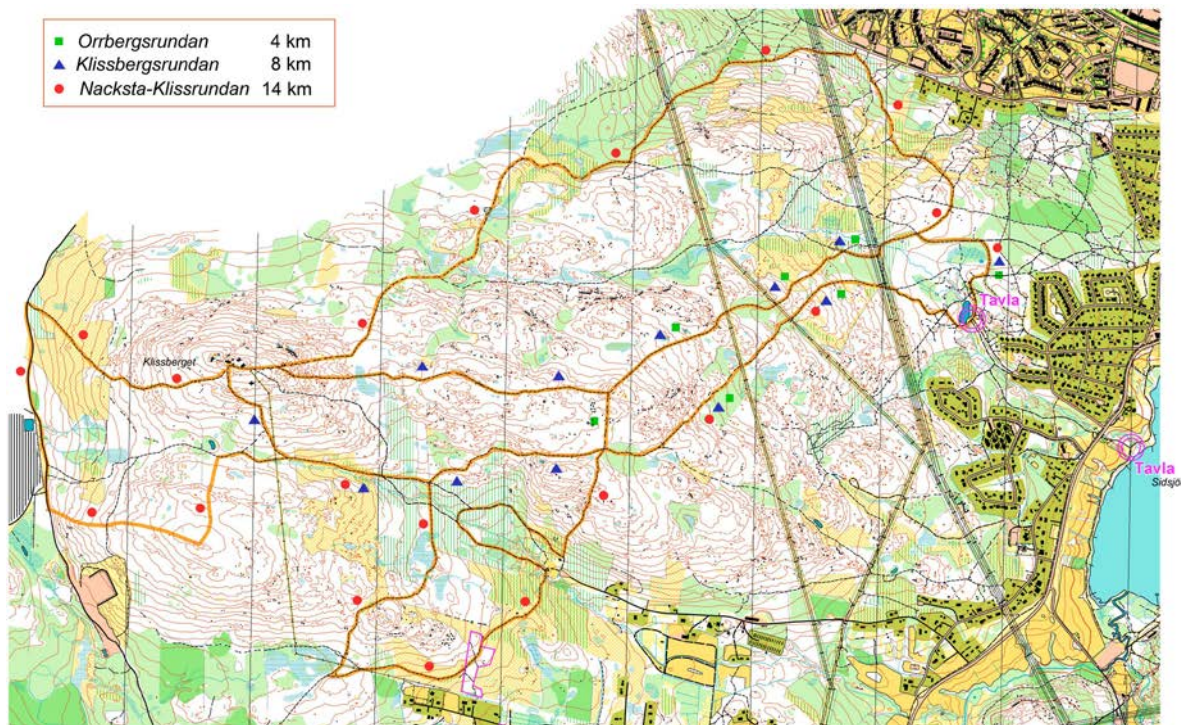 Orrbergsrundan 4 km
Klissbergsrundan 8 km
Nacksta-Klissrundan 14 km
Tavla
Klissberget
Tavla
Sidsjö